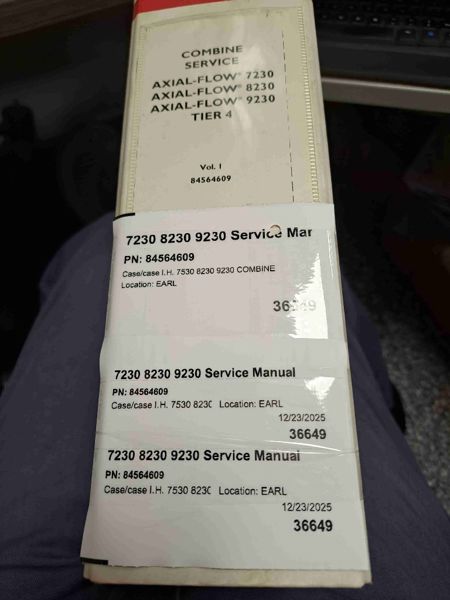 COMBINE
SERVICE
AXIAL-FLOW® 7230
AXIAL-FLOW® 8230
AXIAL-FLOW® 9230
TIER 4
Vol. 1
84564609
7230 8230 9230 Service Mar
PN: 84564609
Case/case I.H. 7530 8230 9230 COMBINE
Location: EARL
36649
7230 8230 9230 Service Manual
PN: 84564609
Case/case I.H. 7530 823( Location: EARL
12/23/2025
36649
7230 8230 9230 Service Manual
PN: 84564609
Case/case I.H. 7530 823( Location: EARL
12/23/2025
36649